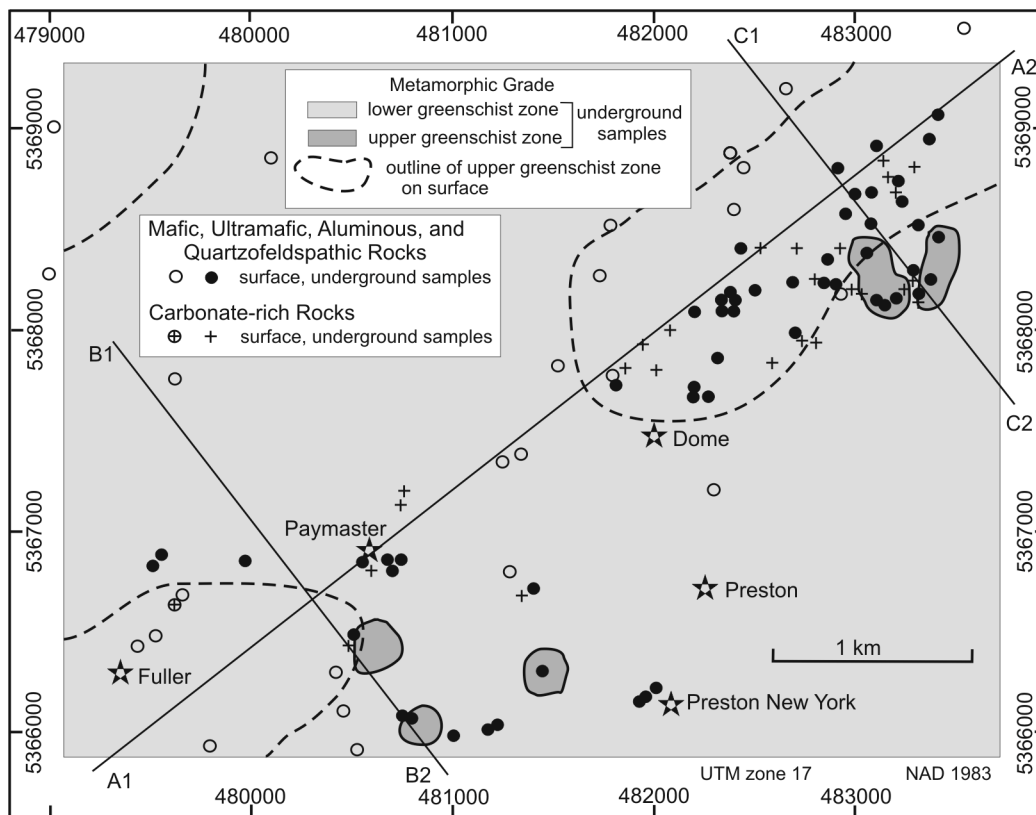 479000
480000
481000
482000
483000
C1
A2
Metamorphic Grade
lower greenschist zone
upper greenschist zone
underground
samples
outline of upper greenschist zone
on surface
5369000
5369000
Mafic, Ultramafic, Aluminous, and
Quartzofeldspathic Rocks
surface, underground samples
Carbonate-rich Rocks
surface, underground samples
5368000
5368000
B1
C2
Dome
5367000
5367000
Paymaster
Preston
1 km
Fuller
Preston New York
5366000
5366000
A1
B2
UTM zone 17
NAD 1983
480000
481000
482000
483000